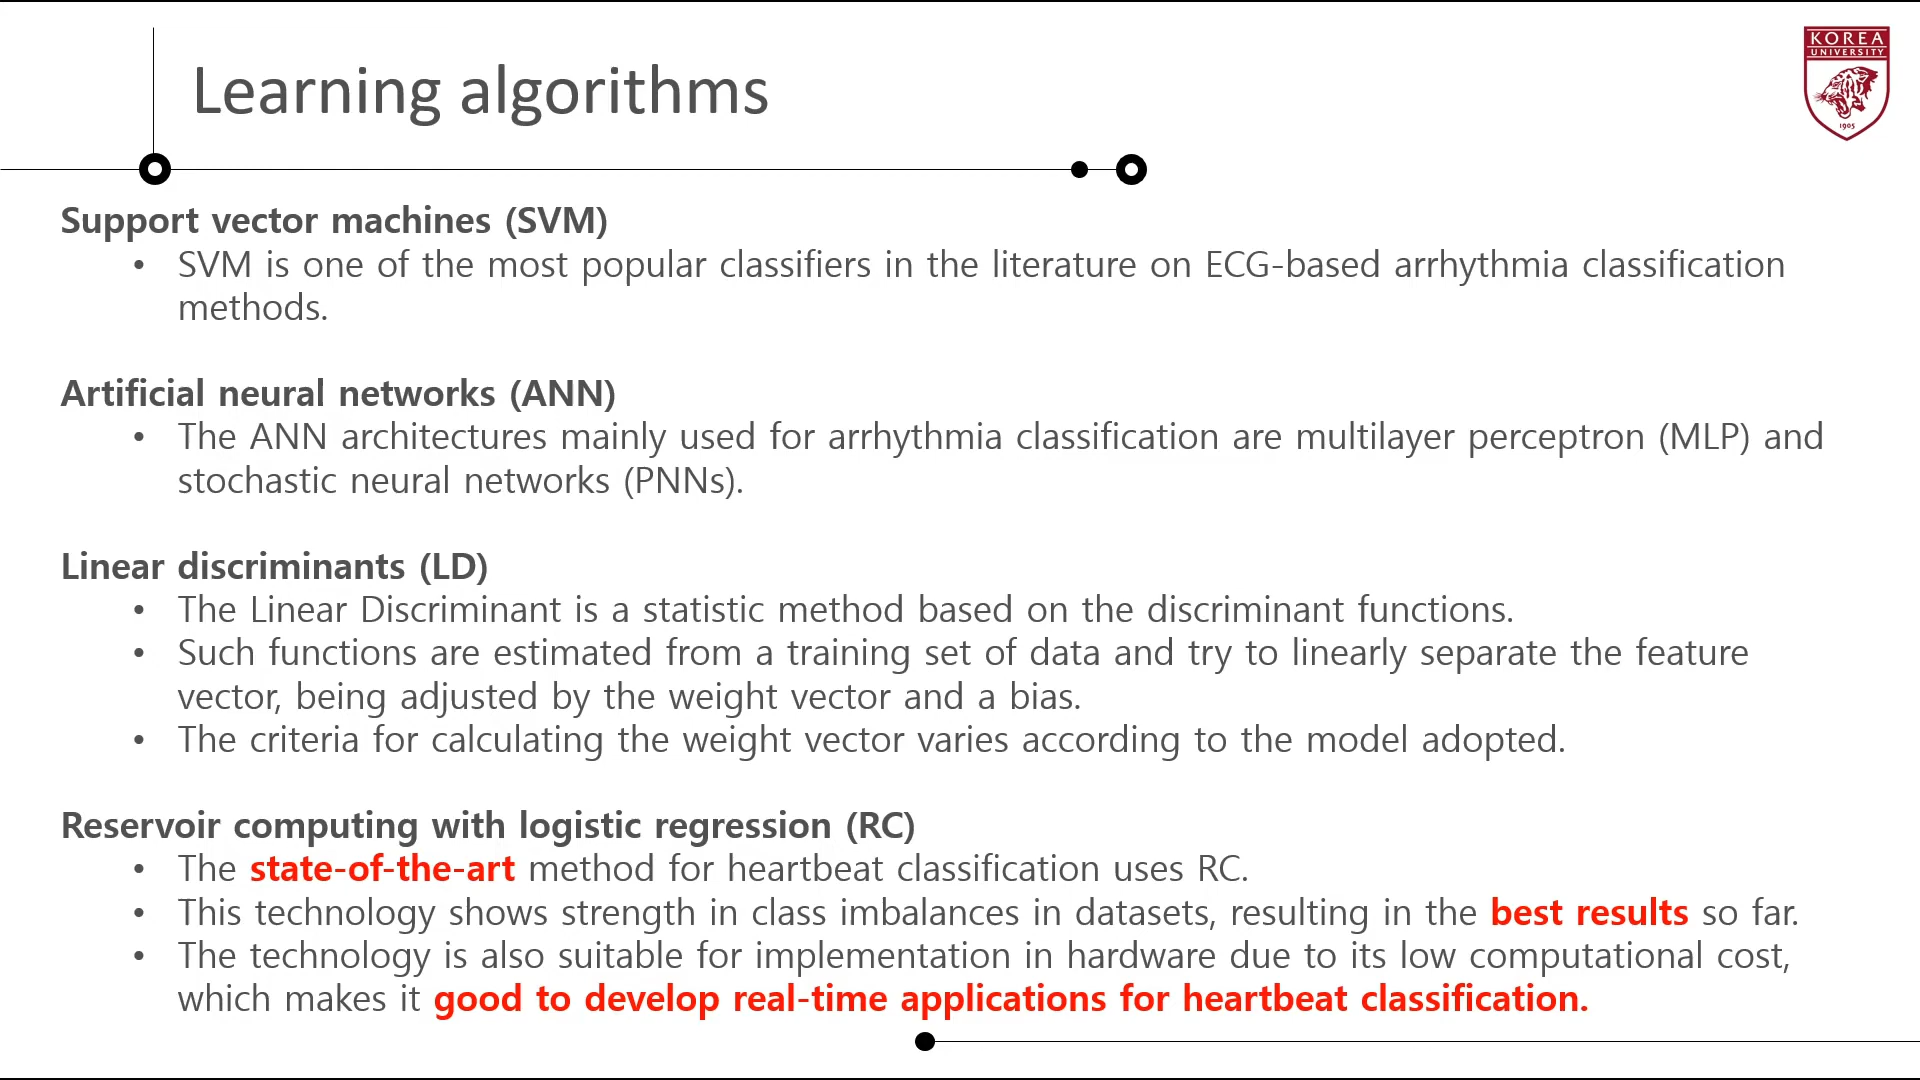 Learning algorithms
KOREA
UNIVERSITY
1905
Support vector machines (SVM)
• SVM is one of the most popular classifiers in the literature on ECG-based arrhythmia classification
methods.
Artificial neural networks (ANN)
• The ANN architectures mainly used for arrhythmia classification are multilayer perceptron (MLP) and
stochastic neural networks (PNNs).
Linear discriminants (LD)
• The Linear Discriminant is a statistic method based on the discriminant functions.
• Such functions are estimated from a training set of data and try to linearly separate the feature
vector, being adjusted by the weight vector and a bias.
• The criteria for calculating the weight vector varies according to the model adopted.
Reservoir computing with logistic regression (RC)
• The state-of-the-art method for heartbeat classification uses RC.
• This technology shows strength in class imbalances in datasets, resulting in the best results so far.
• The technology is also suitable for implementation in hardware due to its low computational cost,
which makes it good to develop real-time applications for heartbeat classification.